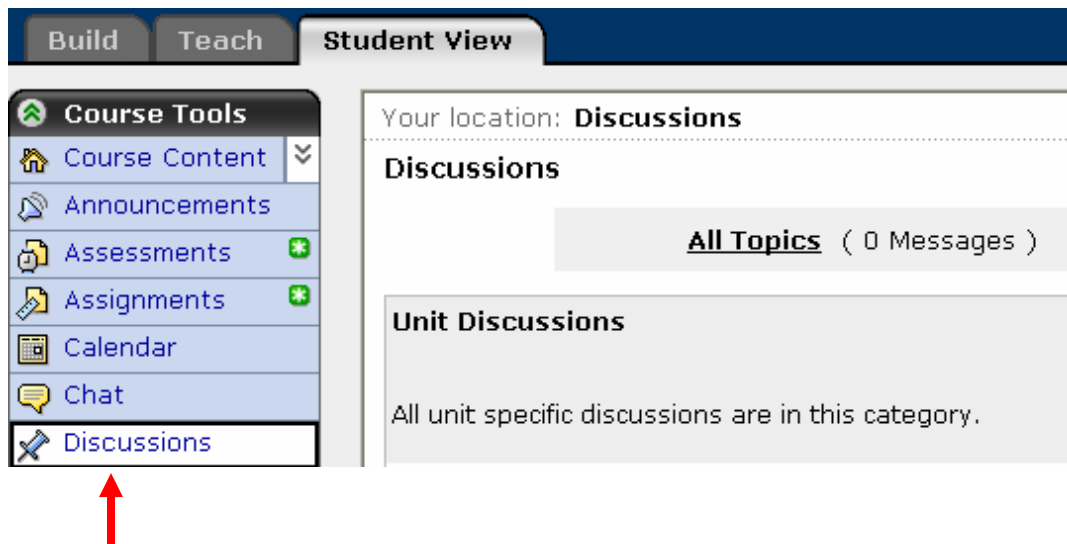 Build Teach Student View
Course Tools
Course Content
Announcements
Assessments
Assignments
Calendar
Chat
Discussions
Your location: Discussions
Discussions
All Topics ( 0 Messages )
Unit Discussions
All unit specific discussions are in this category.